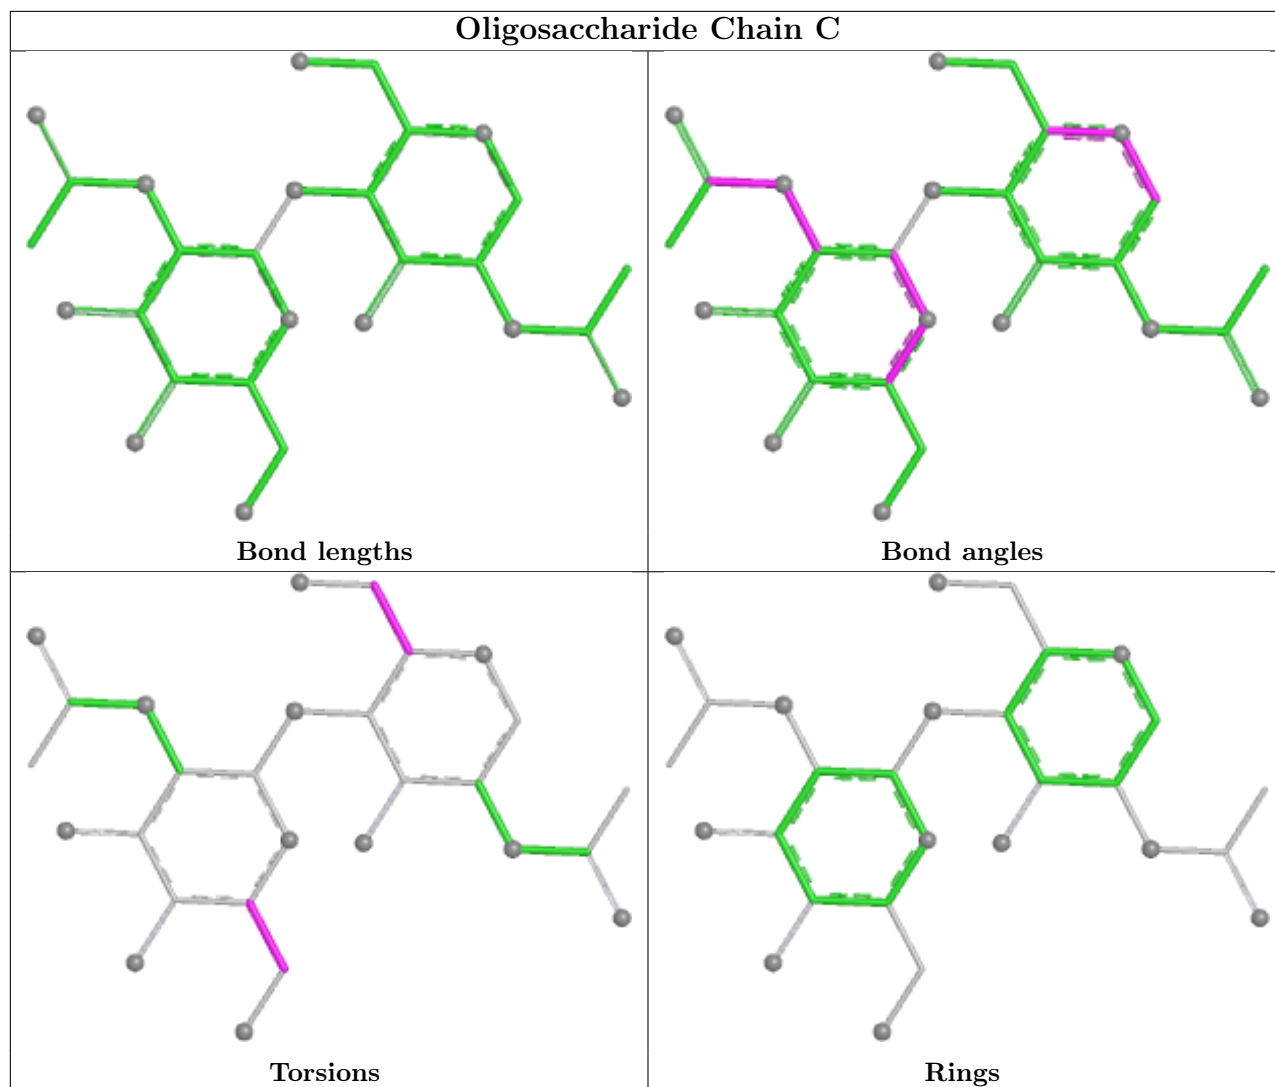 Oligosaccharide Chain C
Bond lengths
Bond angles
Torsions
Rings